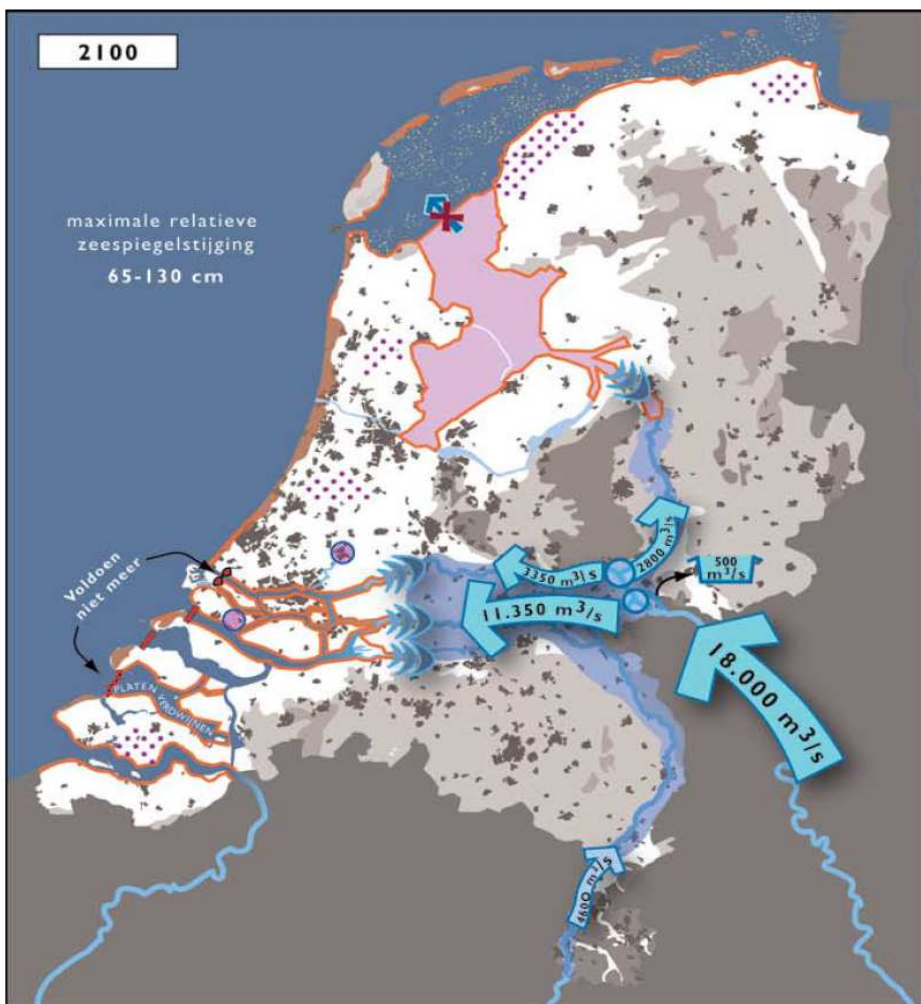 2100
maximale relatieve
zeespiegelstijging
65-130 cm
Voldoen
niet meer
3350 m³/s
2800 m³/s
500
m³/s
11.350 m³/s
18.000 m³/s
PLATEN
VERDWIJNEN
4600 m³/s